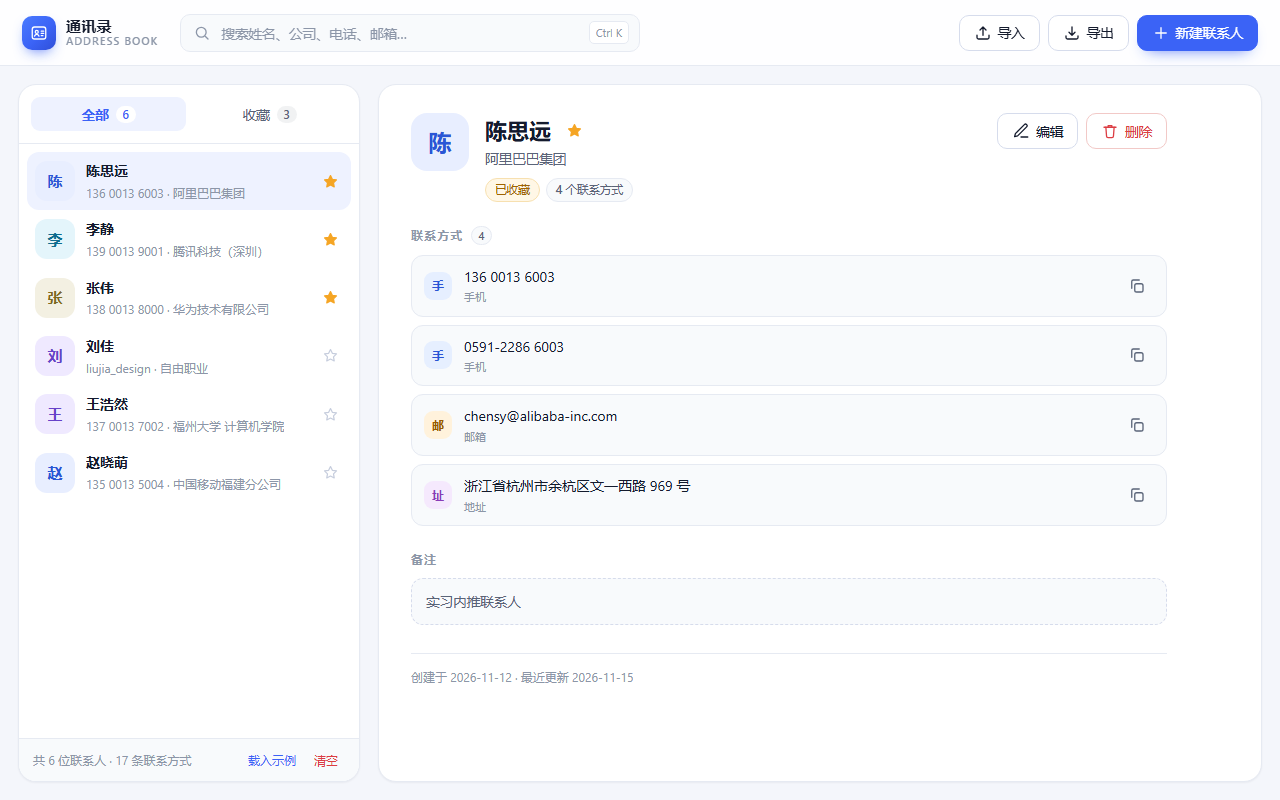 通讯录
ADDRESS BOOK
搜索姓名、公司、电话、邮箱...
Ctrl K
导入
导出
新建联系人
全部 6
收藏 3
陈
陈思远
136 0013 6003 · 阿里巴巴集团
李
李静
139 0013 9001 · 腾讯科技（深圳）
张
张伟
138 0013 8000 · 华为技术有限公司
刘
刘佳
liujia_design · 自由职业
王
王浩然
137 0013 7002 · 福州大学 计算机学院
赵
赵晓萌
135 0013 5004 · 中国移动福建分公司
共 6 位联系人 · 17 条联系方式
载入示例
清空
陈
陈思远
阿里巴巴集团
已收藏
4 个联系方式
编辑
删除
联系方式 4
手
136 0013 6003
手机
手
0591-2286 6003
手机
邮
chensy@alibaba-inc.com
邮箱
址
浙江省杭州市余杭区文一西路 969 号
地址
备注
实习内推联系人
创建于 2026-11-12 · 最近更新 2026-11-15